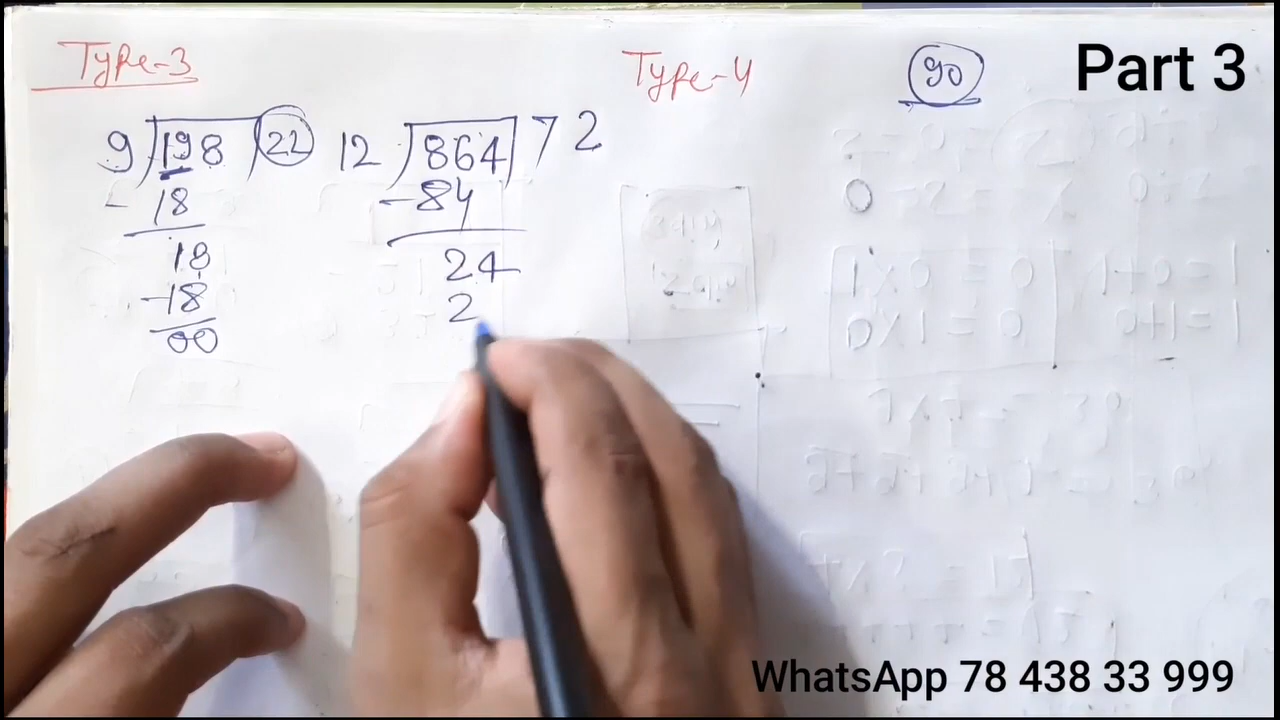 Type-3
Type-4
90
Part 3
9)198(22
-18
18
-18
00
12)864)72
-84
24
2
WhatsApp 78 438 33 999